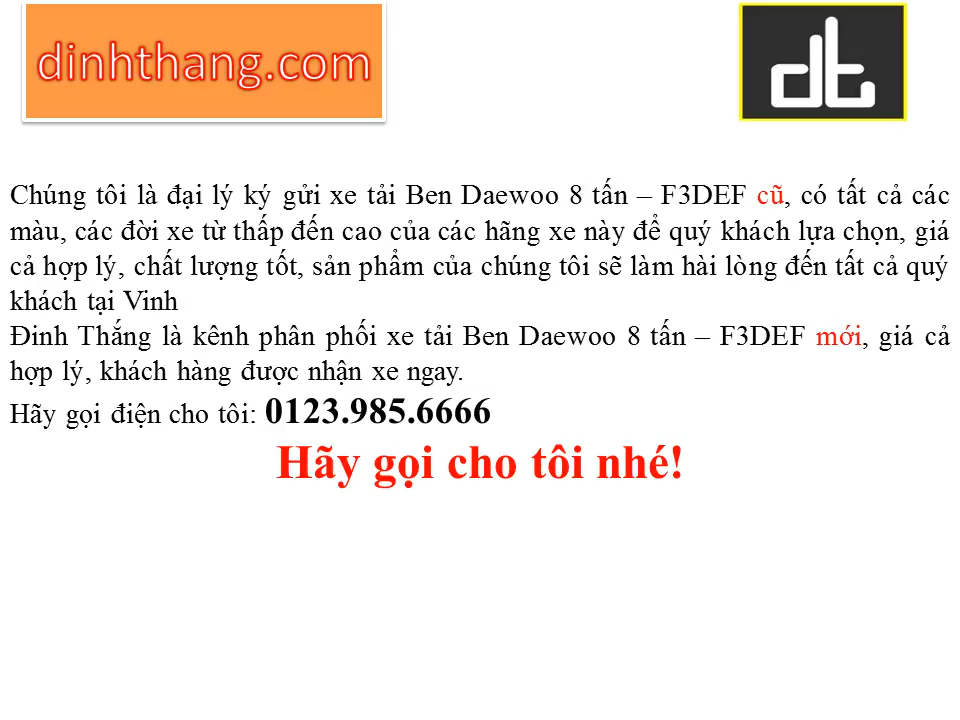 dinhthang.com
dt
Chúng tôi là đại lý ký gửi xe tải Ben Daewoo 8 tấn – F3DEF cũ, có tất cả các
màu, các đời xe từ thấp đến cao của các hãng xe này để quý khách lựa chọn, giá
cả hợp lý, chất lượng tốt, sản phẩm của chúng tôi sẽ làm hài lòng đến tất cả quý
khách tại Vinh
Đinh Thắng là kênh phân phối xe tải Ben Daewoo 8 tấn – F3DEF mới, giá cả
hợp lý, khách hàng được nhận xe ngay.
Hãy gọi điện cho tôi: 0123.985.6666
Hãy gọi cho tôi nhé!